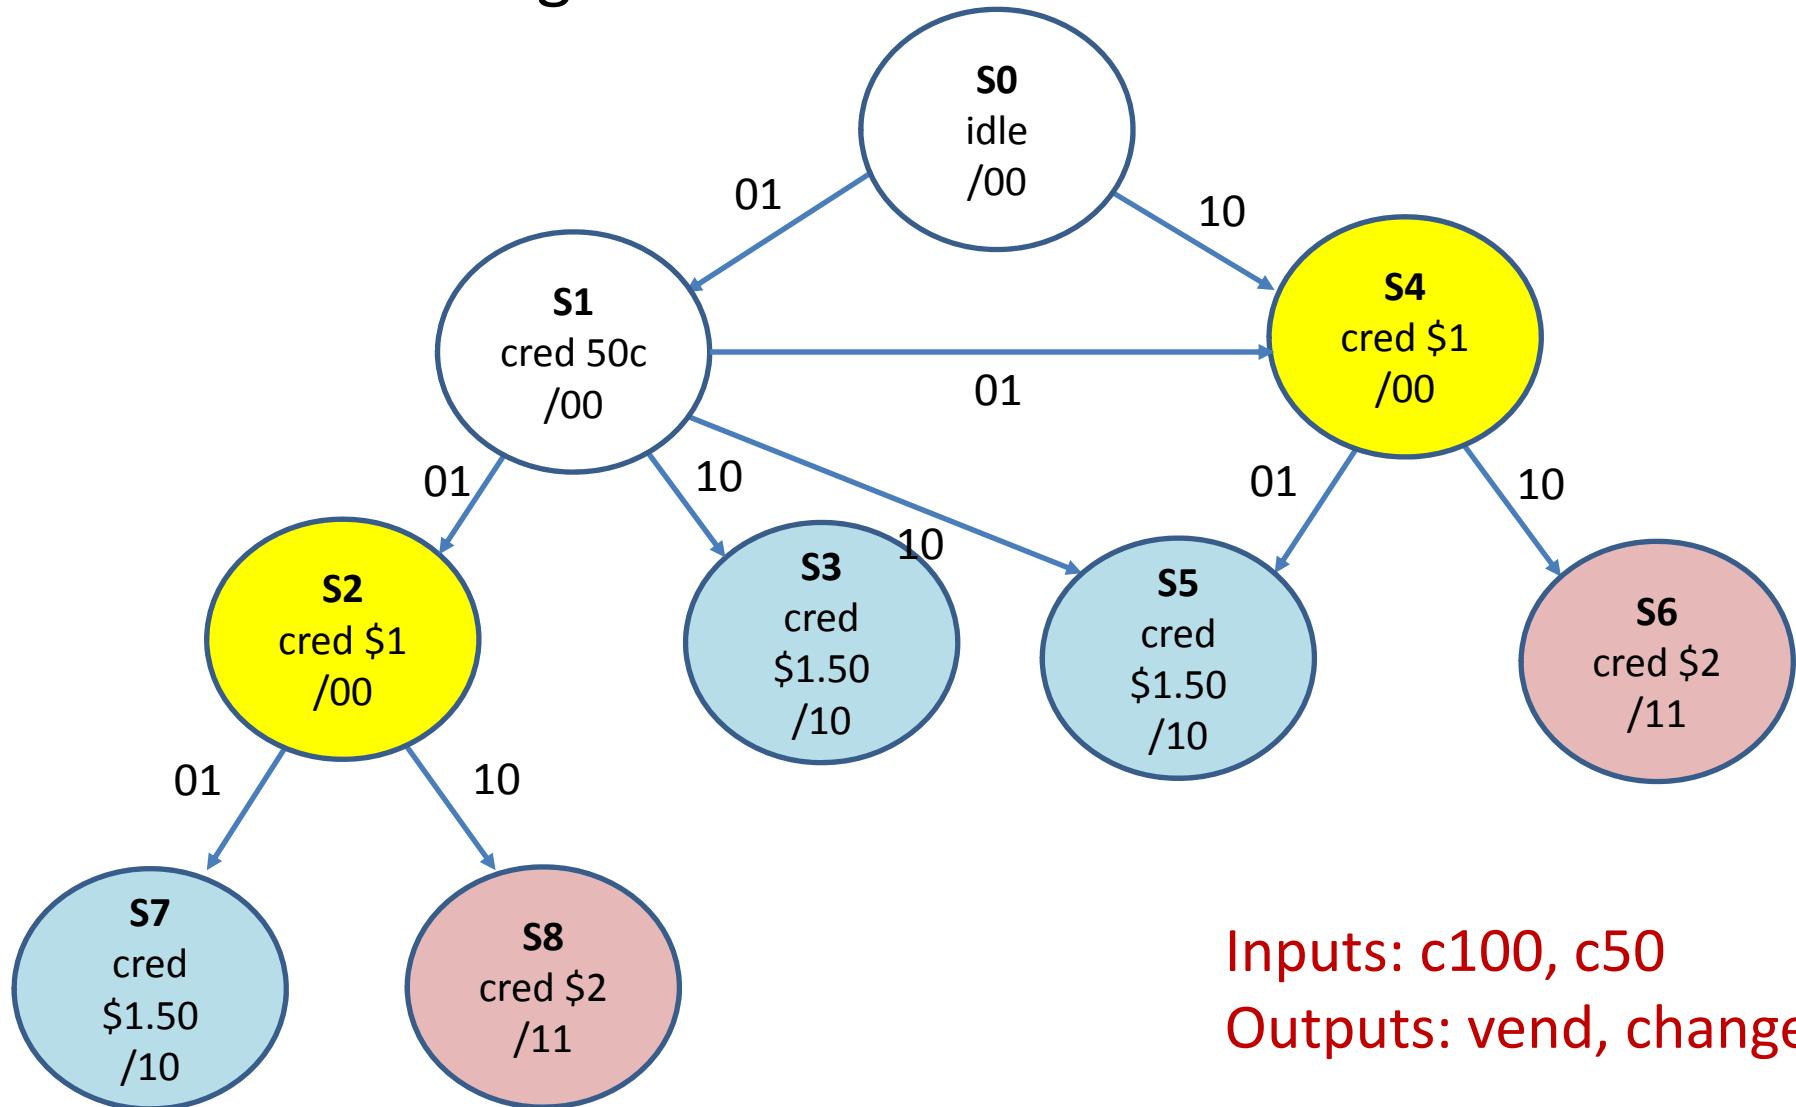 S0
idle
/00
01
10
S1
cred 50c
/00
S4
cred $1
/00
01
01
10
10
01
10
S2
cred $1
/00
S3
cred
$1.50
/10
S5
cred
$1.50
/10
S6
cred $2
/11
01
10
S7
cred
$1.50
/10
S8
cred $2
/11
Inputs: c100, c50
Outputs: vend, change